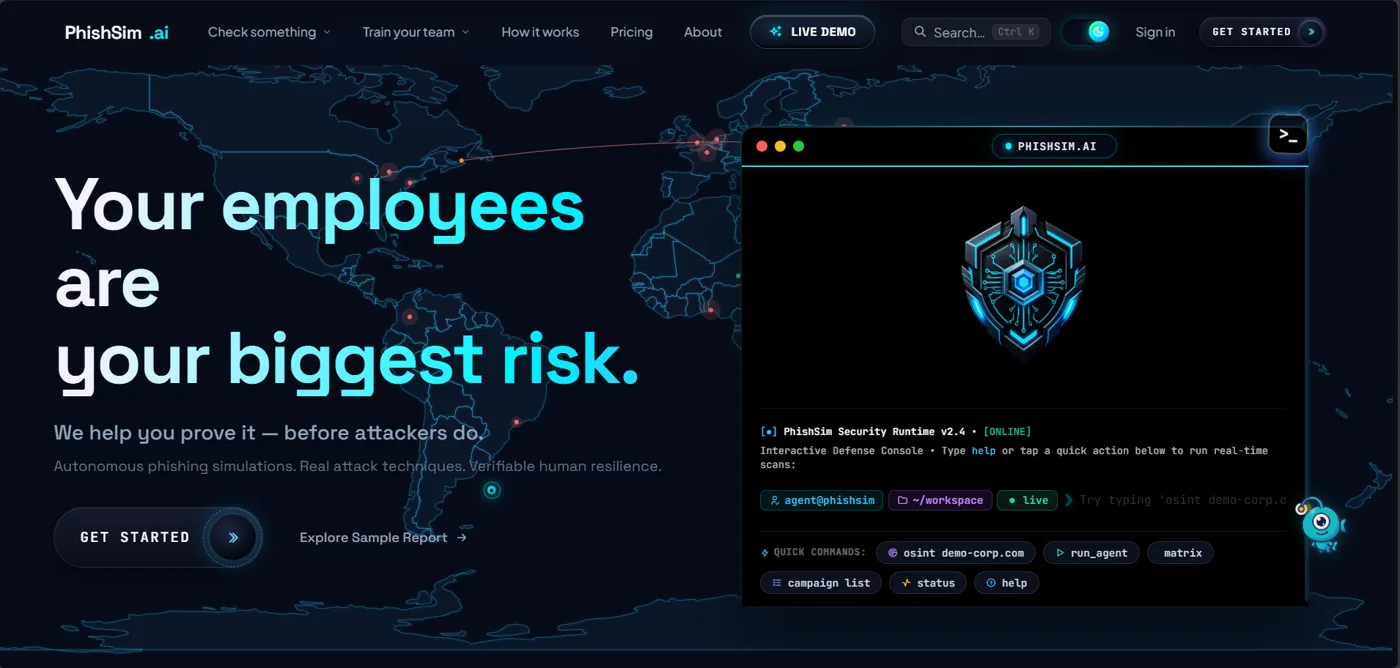 PhishSim .ai
Check something
Train your team
How it works
Pricing
About
LIVE DEMO
Search...
Ctrl K
Sign in
GET STARTED
>_
PHISHSIM.AI
Your employees
are
your biggest risk.
We help you prove it — before attackers do.
Autonomous phishing simulations. Real attack techniques. Verifiable human resilience.
GET STARTED
Explore Sample Report →
[●] PhishSim Security Runtime v2.4 • [ONLINE]
Interactive Defense Console • Type help or tap a quick action below to run real-time
scans:
agent@phishsim
~/workspace
● live
Try typing 'osint demo-corp.c
QUICK COMMANDS:
osint demo-corp.com
run_agent
matrix
campaign list
status
help